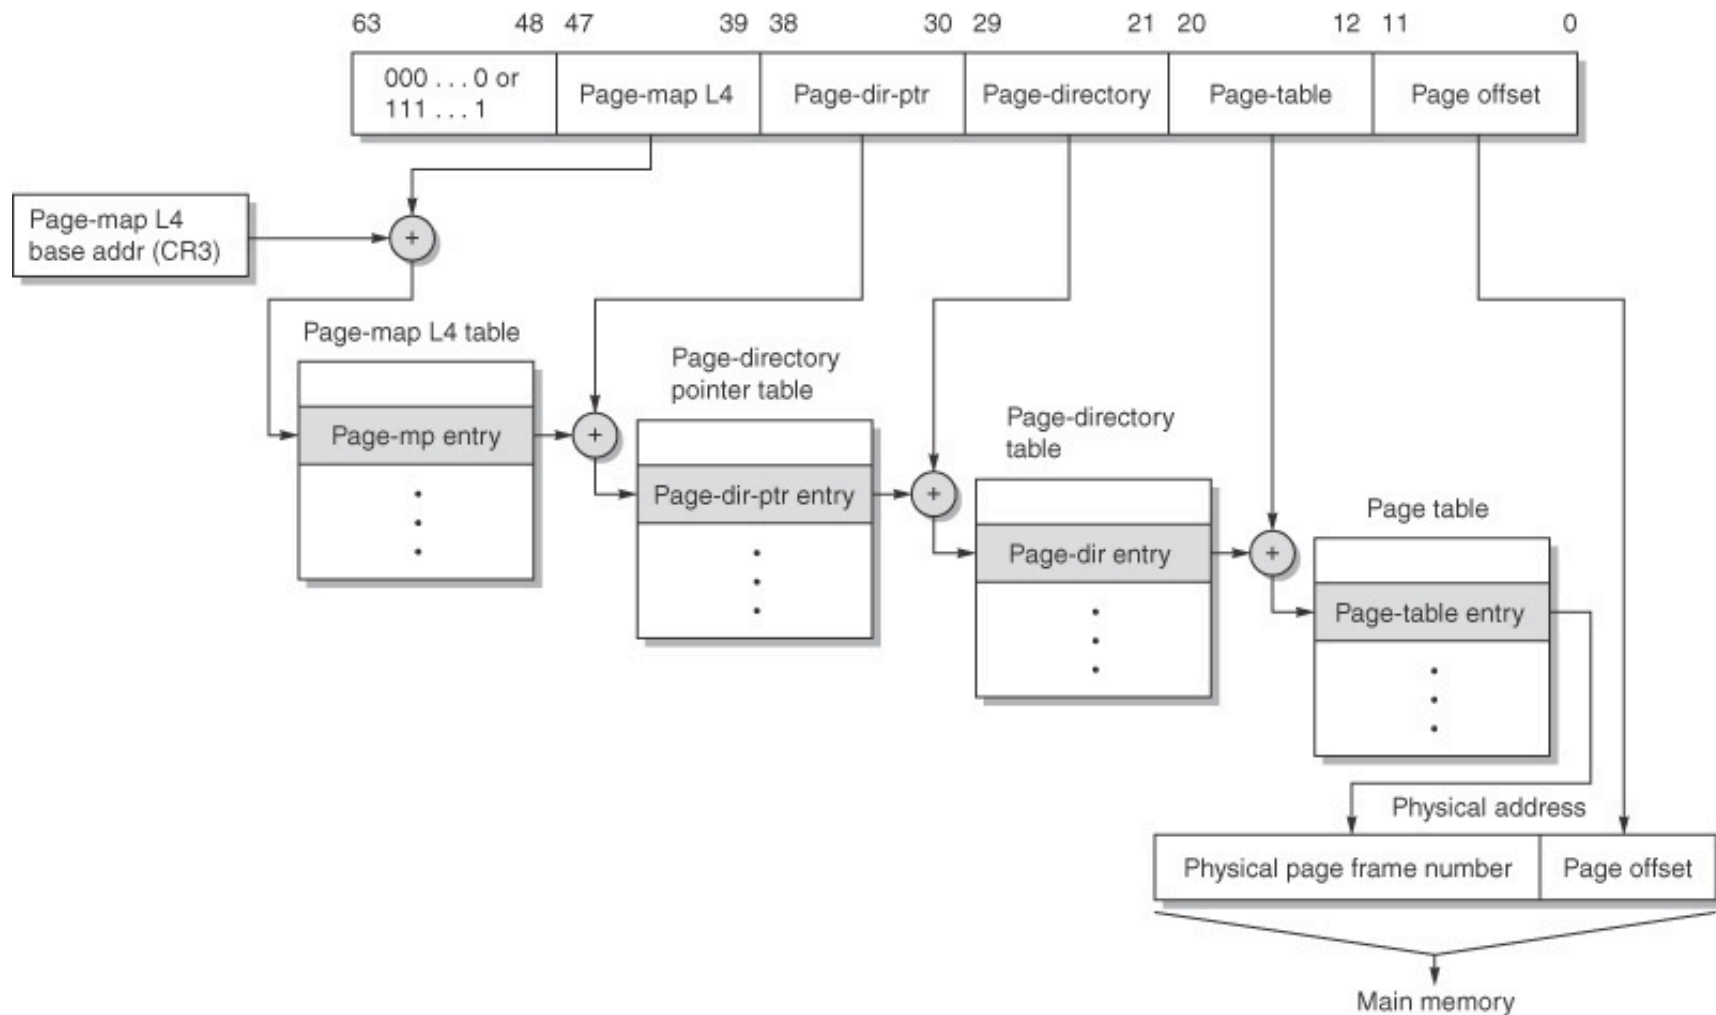 63 48 47 39 38 30 29 21 20 12 11 0
000 . . . 0 or
111 . . . 1
Page-map L4
Page-dir-ptr
Page-directory
Page-table
Page offset
Page-map L4
base addr (CR3)
+
Page-map L4 table
Page-mp entry
+
Page-directory
pointer table
Page-dir-ptr entry
+
Page-directory
table
Page-dir entry
+
Page table
Page-table entry
Physical address
Physical page frame number
Page offset
Main memory